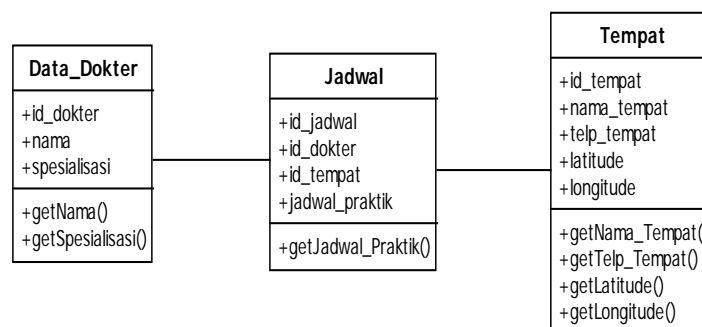 Data_Dokter
+id_dokter
+nama
+spesialisasi
+getNama()
+getSpesialisasi()
Jadwal
+id_jadwal
+id_dokter
+id_tempat
+jadwal_praktik
+getJadwal_Praktik()
Tempat
+id_tempat
+nama_tempat
+telp_tempat
+latitude
+longitude
+getNama_Tempat(
+getTelp_Tempat()
+getLatitude()
+getLongitude()